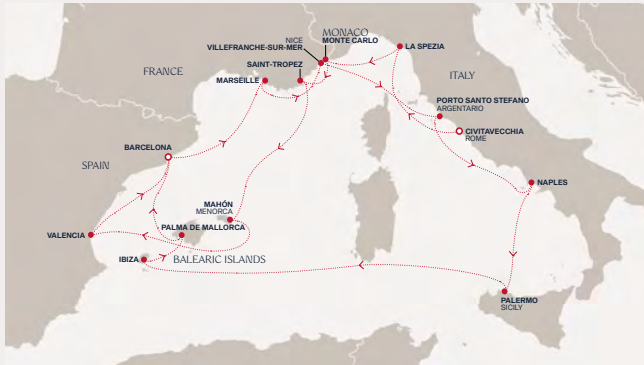 MONACO
NICE
MONTE CARLO
VILLEFRANCHE-SUR-MER
LA SPEZIA
SAINT-TROPEZ
FRANCE
MARSEILLE
ITALY
PORTO SANTO STEFANO
ARGENTARIO
CIVITAVECCHIA
ROME
BARCELONA
SPAIN
NAPLES
MAHÓN
MENORCA
PALMA DE MALLORCA
VALENCIA
IBIZA
BALEARIC ISLANDS
PALERMO
SICILY